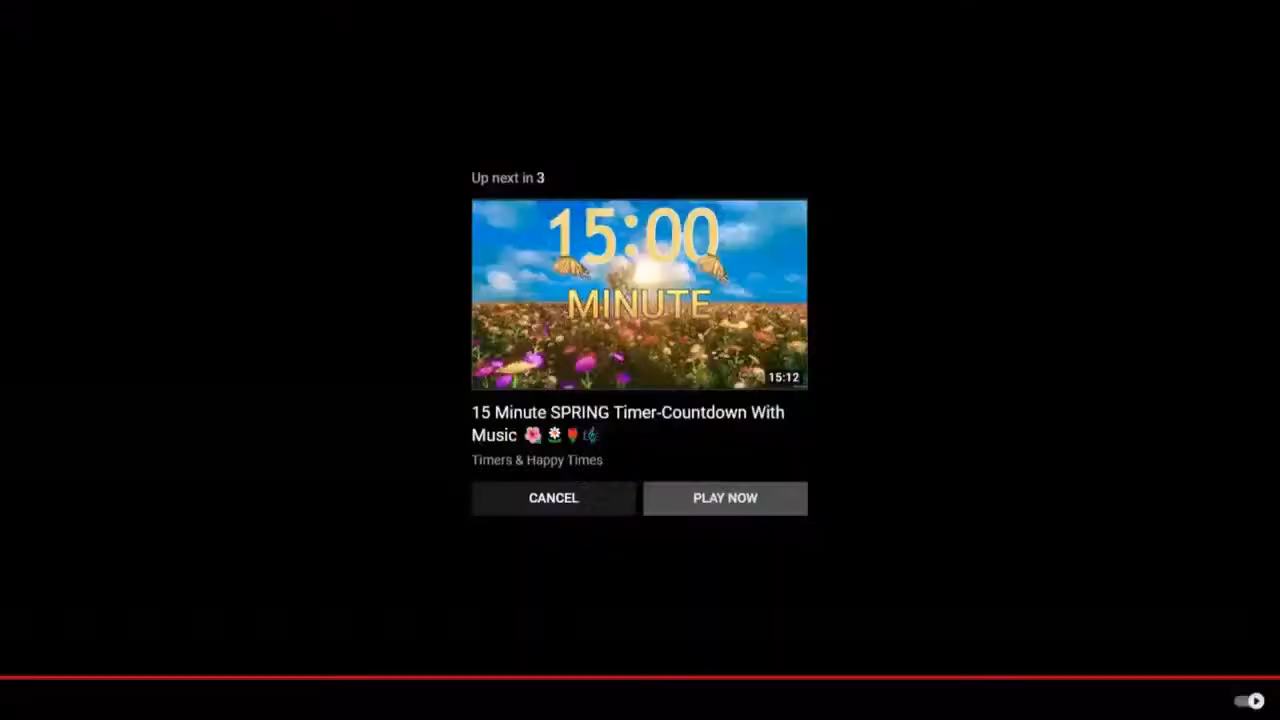 Up next in 3
15:00
MINUTE
15:12
15 Minute SPRING Timer-Countdown With
Music 🌺 🌼 🌷 🎼
Timers & Happy Times
CANCEL
PLAY NOW